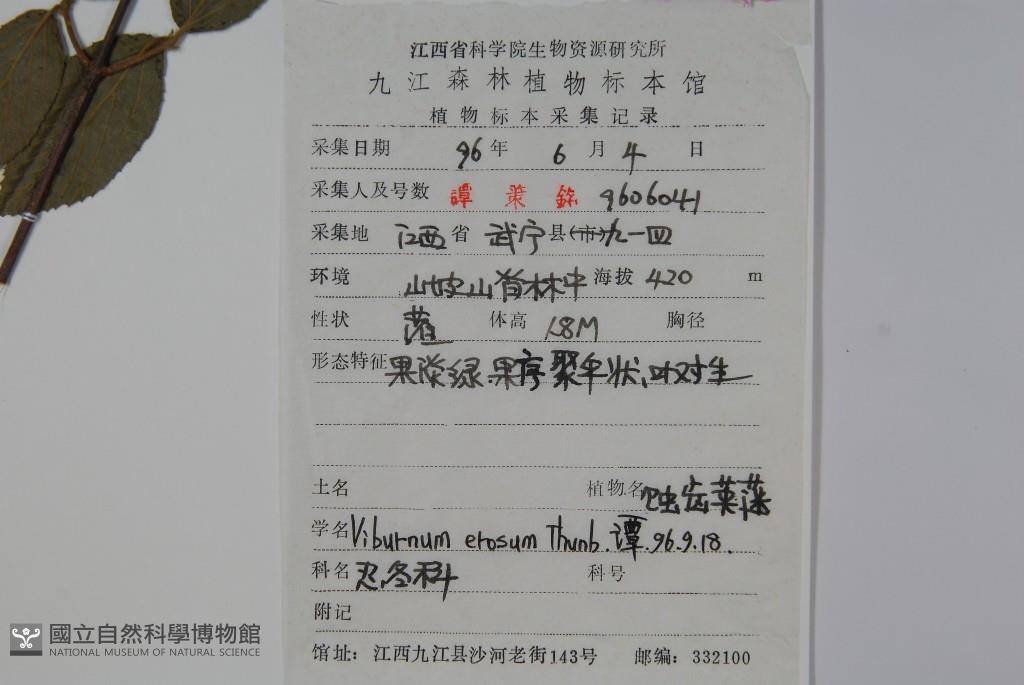 江西省科学院生物资源研究所
九江森林植物标本馆
植物标本采集记录
采集日期 96年 6月 4日
采集人及号数 譚策銘 9606041
采集地 江西省 武宁县(市)九一四
环境 山坡山脊林中 海拔 420 m
性状 灌 体高 1.8M 胸径
形态特征 果绿.果序聚伞状、叶对生
土名 植物名 蚀齿荚蒾
学名 Viburnum erosum Thunb. 谭.96.9.18.
科名 忍冬科 科号
附记
馆址：江西九江县沙河老街143号 邮编：332100
國立自然科學博物館
NATIONAL MUSEUM OF NATURAL SCIENCE